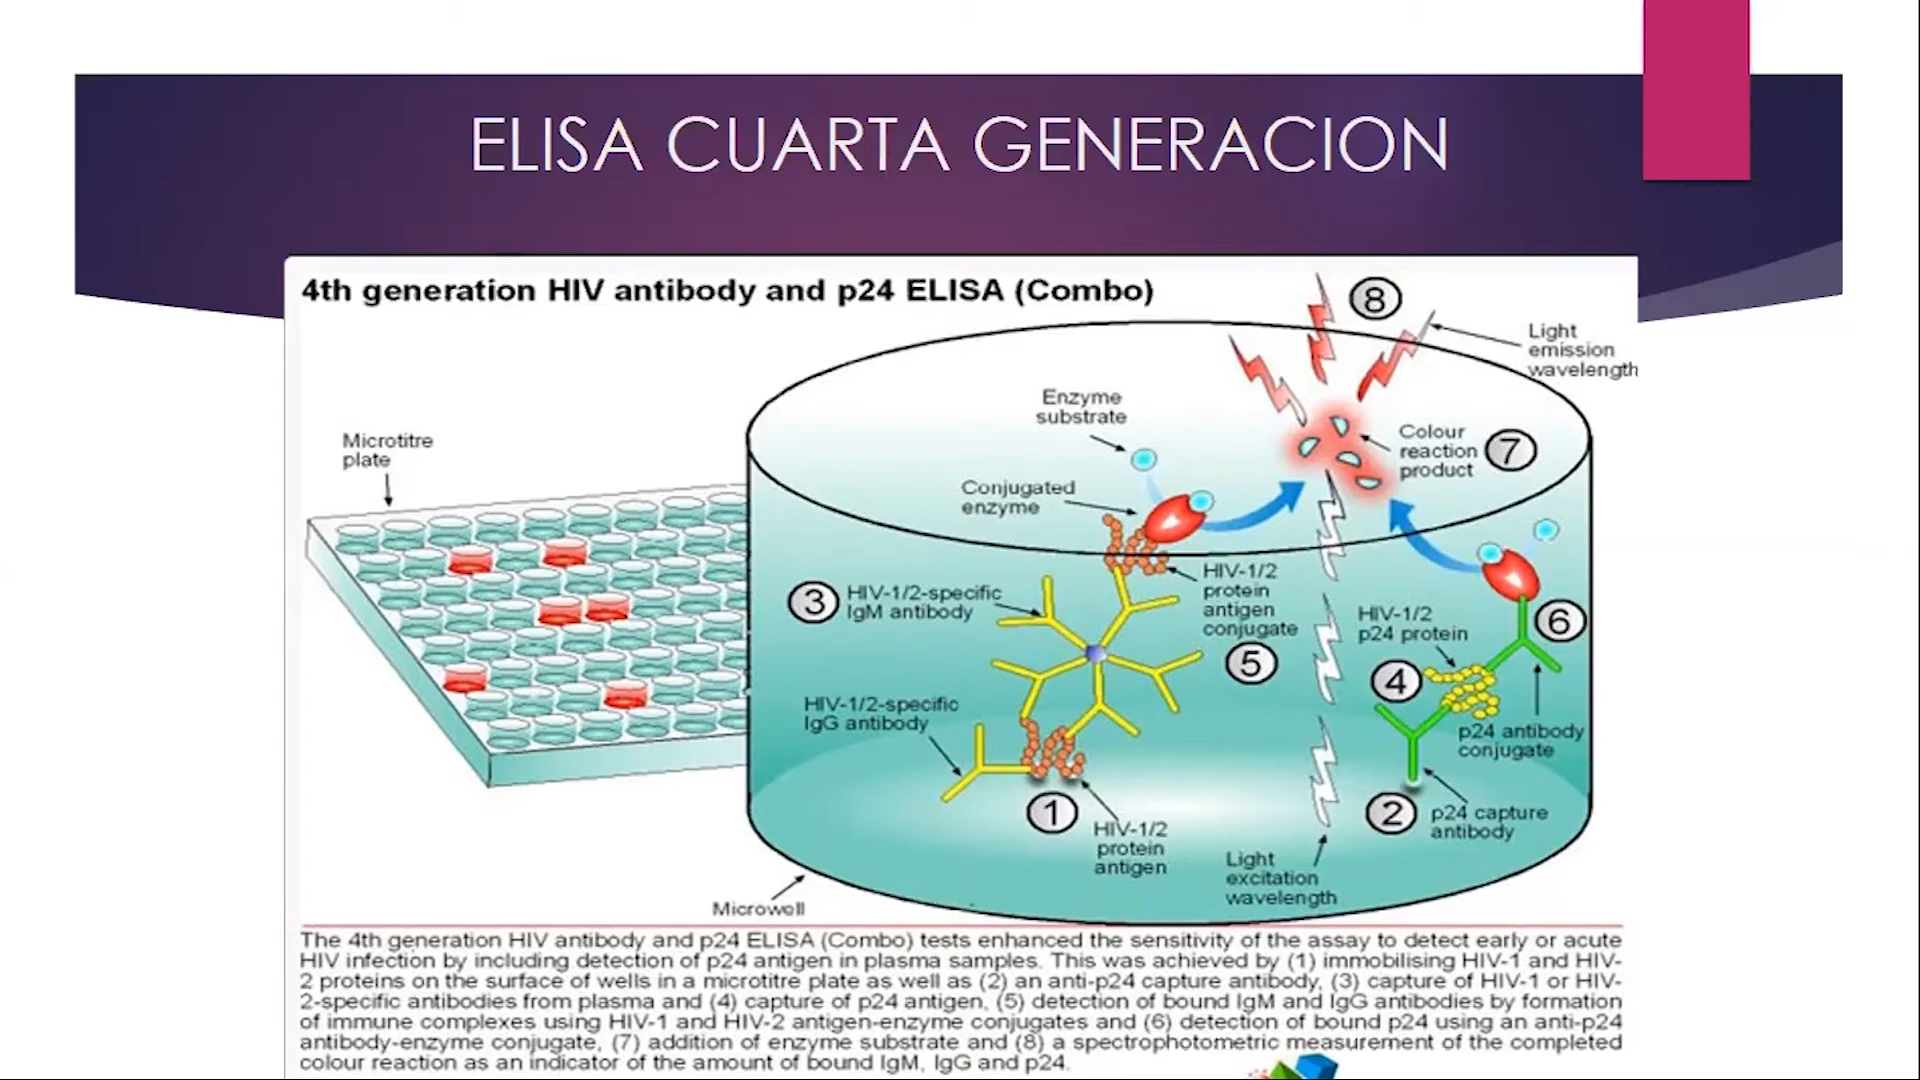 ELISA CUARTA GENERACION
4th generation HIV antibody and p24 ELISA (Combo)
8
Light
emission
wavelength
Enzyme
substrate
Microtitre
plate
Colour
reaction
product
7
Conjugated
enzyme
3
HIV-1/2-specific
IgM antibody
HIV-1/2
protein
antigen
conjugate
5
HIV-1/2
p24 protein
6
4
HIV-1/2-specific
IgG antibody
p24 antibody
conjugate
1
HIV-1/2
protein
antigen
2
p24 capture
antibody
Light
excitation
wavelength
Microwell
The 4th generation HIV antibody and p24 ELISA (Combo) tests enhanced the sensitivity of the assay to detect early or acute
HIV infection by including detection of p24 antigen in plasma samples. This was achieved by (1) immobilising HIV-1 and HIV-
2 proteins on the surface of wells in a microtitre plate as well as (2) an anti-p24 capture antibody, (3) capture of HIV-1 or HIV-
2-specific antibodies from plasma and (4) capture of p24 antigen, (5) detection of bound IgM and IgG antibodies by formation
of immune complexes using HIV-1 and HIV-2 antigen-enzyme conjugates and (6) detection of bound p24 using an anti-p24
antibody-enzyme conjugate, (7) addition of enzyme substrate and (8) a spectrophotometric measurement of the completed
colour reaction as an indicator of the amount of bound IgM, IgG and p24.